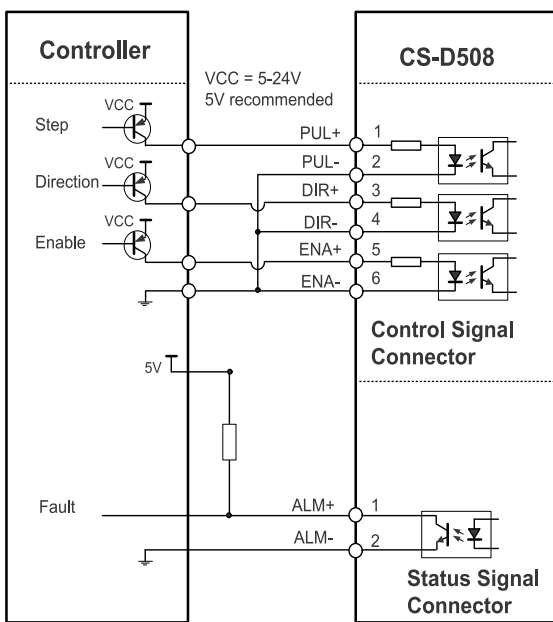 Controller
CS-D508
VCC = 5-24V
5V recommended
VCC
Step
PUL+
1
VCC
PUL-
2
Direction
DIR+
3
VCC
DIR-
4
Enable
ENA+
5
ENA-
6
Control Signal
Connector
5V
Fault
ALM+
1
ALM-
2
Status Signal
Connector